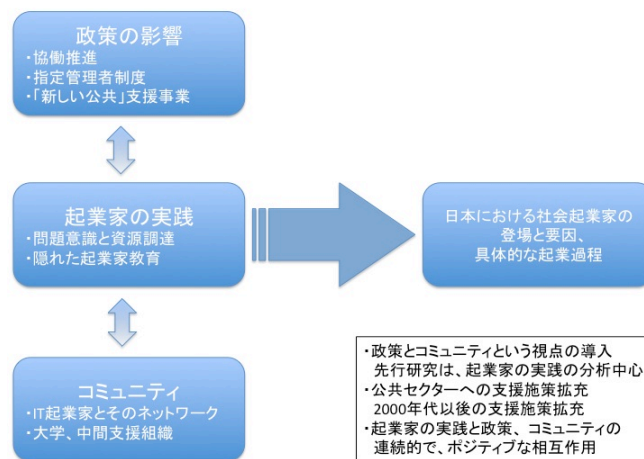 政策の影響
・協働推進
・指定管理者制度
・「新しい公共」支援事業
起業家の実践
・問題意識と資源調達
・隠れた起業家教育
日本における社会起業家の
登場と要因、
具体的な起業過程
コミュニティ
・IT起業家とそのネットワーク
・大学、中間支援組織
・政策とコミュニティという視点の導入
先行研究は、起業家の実践の分析中心
・公共セクターへの支援施策拡充
2000年代以後の支援施策拡充
・起業家の実践と政策、コミュニティの
連続的で、ポジティブな相互作用